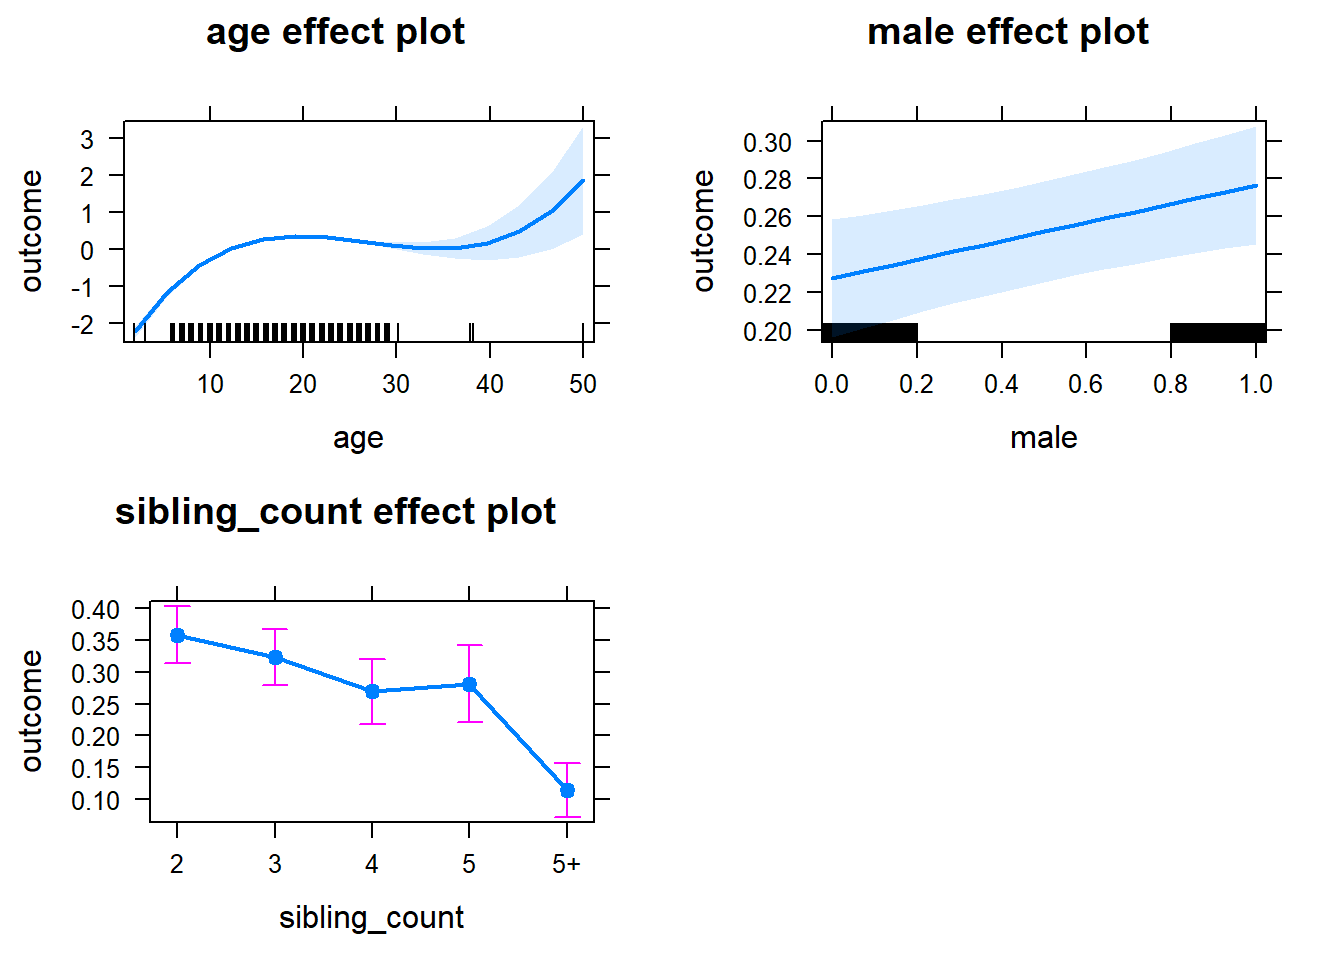 age effect plot
outcome
3
2
1
0
-1
-2
10 20 30 40 50
age
male effect plot
outcome
0.30
0.28
0.26
0.24
0.22
0.20
0.0 0.2 0.4 0.6 0.8 1.0
male
sibling_count effect plot
outcome
0.40
0.35
0.30
0.25
0.20
0.15
0.10
2 3 4 5 5+
sibling_count